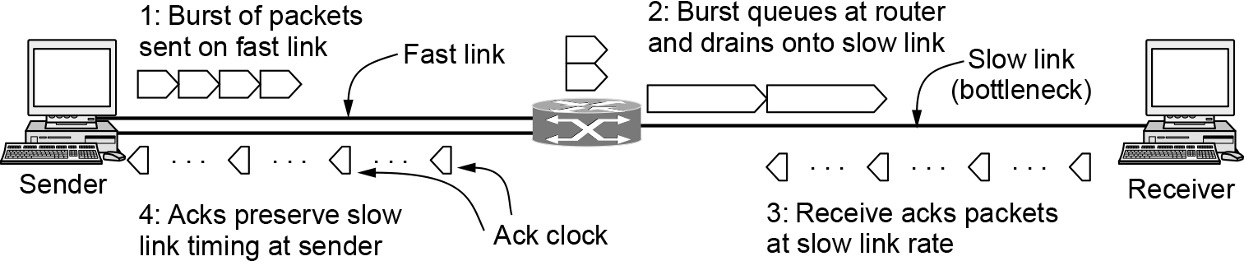 1: Burst of packets
sent on fast link
Fast link
2: Burst queues at router
and drains onto slow link
Slow link
(bottleneck)
Sender
. . .
. . .
. . .
. . .
. . .
. . .
Receiver
4: Acks preserve slow
link timing at sender
Ack clock
3: Receive acks packets
at slow link rate